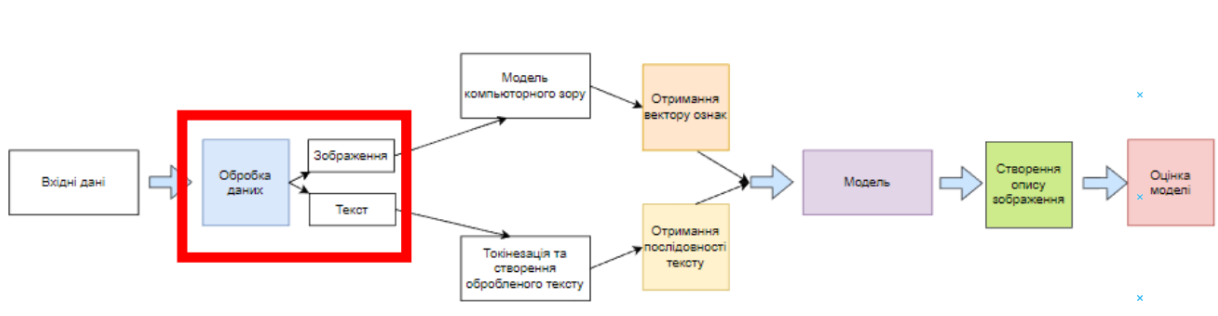 Вхідні дані
Обробка
даних
Зображення
Текст
Модель
компьюторного зору
Токінезація та
створення
обробленого тексту
Отримання
вектору ознак
Отримання
послідовності
тексту
Модель
Створення
опису
зображення
Оцінка
моделі